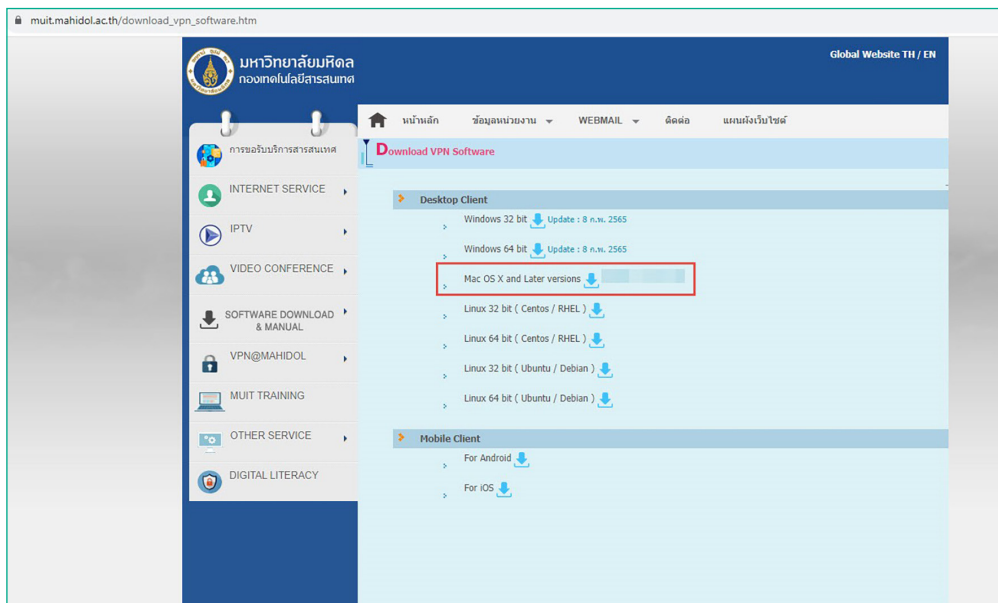 muit.mahidol.ac.th/download_vpn_software.htm
มหาวิทยาลัยมหิดล
กองเทคโนโลยีสารสนเทศ
Global Website TH / EN
หน้าหลัก ข้อมูลหน่วยงาน WEBMAIL ติดต่อ แผนผังเว็บไซต์
การขอรับบริการสารสนเทศ
INTERNET SERVICE
IPTV
VIDEO CONFERENCE
SOFTWARE DOWNLOAD
& MANUAL
VPN@MAHIDOL
MUIT TRAINING
OTHER SERVICE
DIGITAL LITERACY
Download VPN Software
Desktop Client
Windows 32 bit Update : 8 ก.พ. 2565
Windows 64 bit Update : 8 ก.พ. 2565
Mac OS X and Later versions
Linux 32 bit ( Centos / RHEL )
Linux 64 bit ( Centos / RHEL )
Linux 32 bit ( Ubuntu / Debian )
Linux 64 bit ( Ubuntu / Debian )
Mobile Client
For Android
For iOS